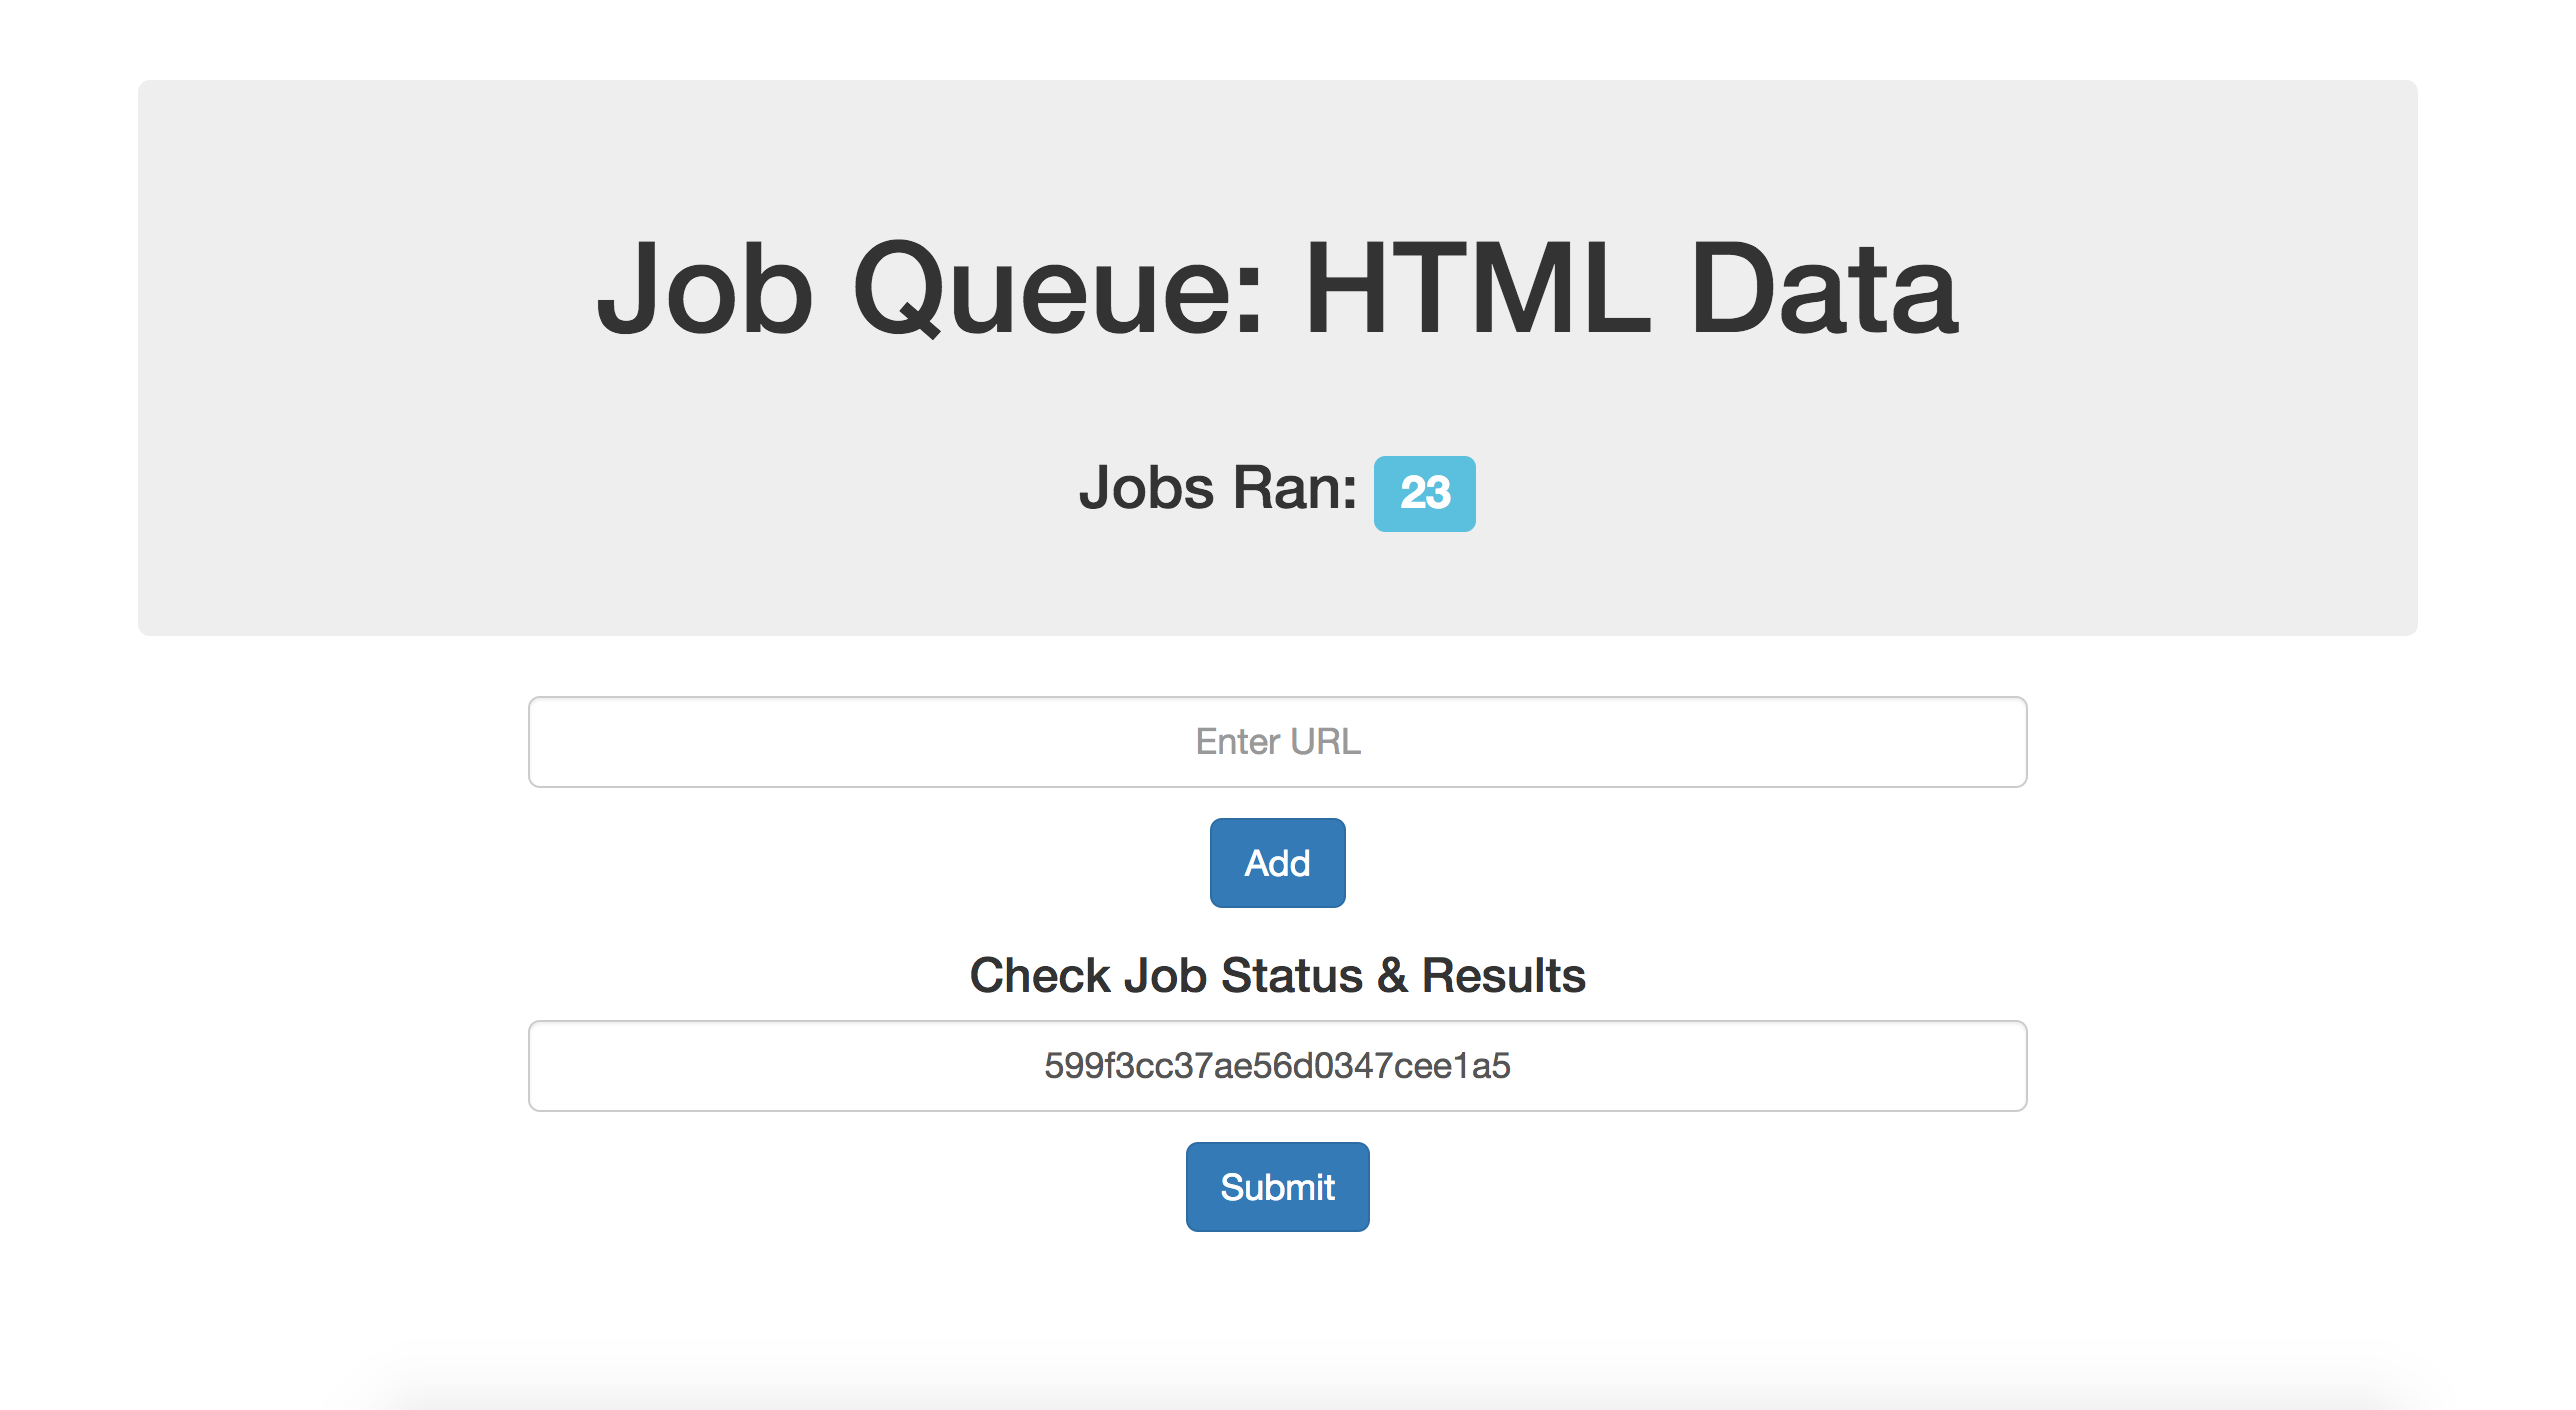 Job Queue: HTML Data
Jobs Ran: 23
Enter URL
Add
Check Job Status & Results
599f3cc37ae56d0347cee1a5
Submit